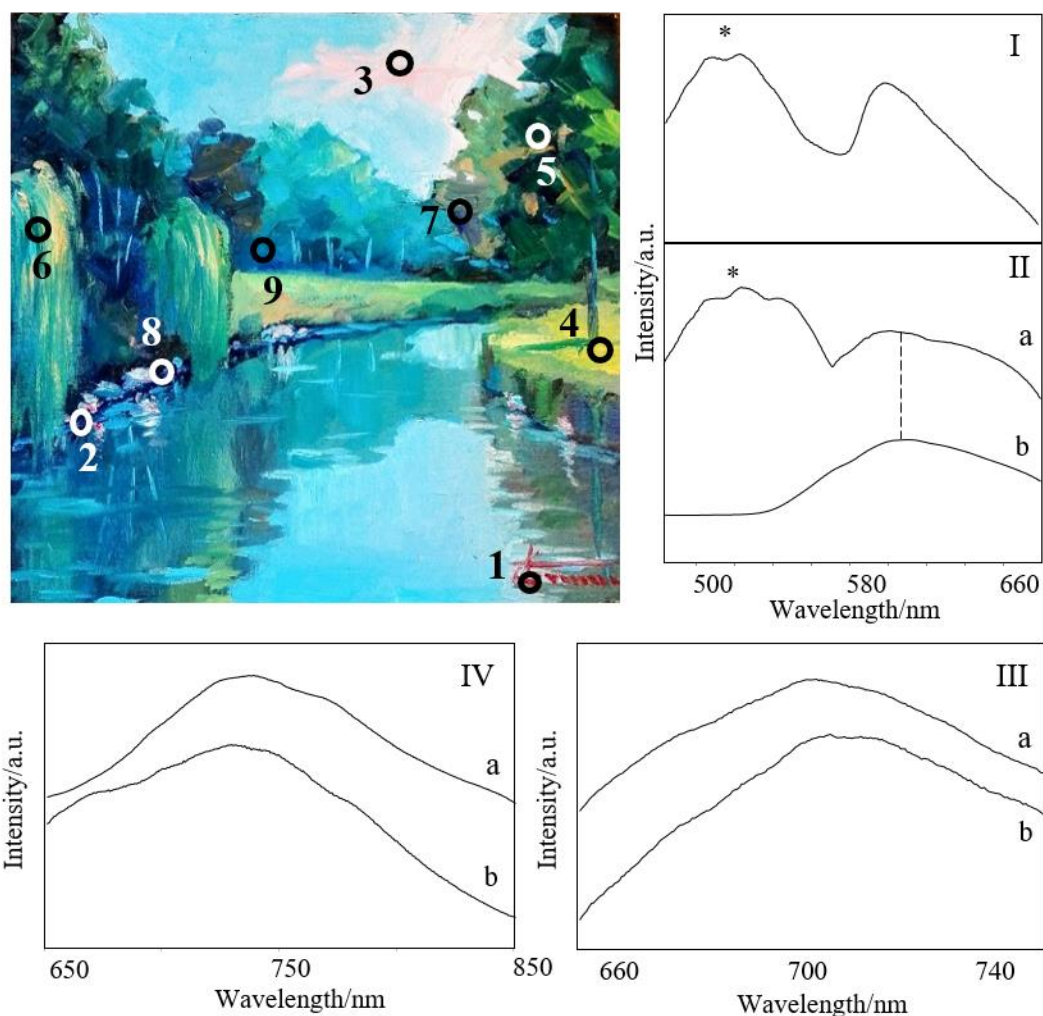 3
5
7
6
9
8
4
2
1
*
I
Intensity/a.u.
*
II
a
b
500
580
660
Wavelength/nm
IV
Intensity/a.u.
a
b
650
750
850
Wavelength/nm
III
Intensity/a.u.
a
b
660
700
740
Wavelength/nm